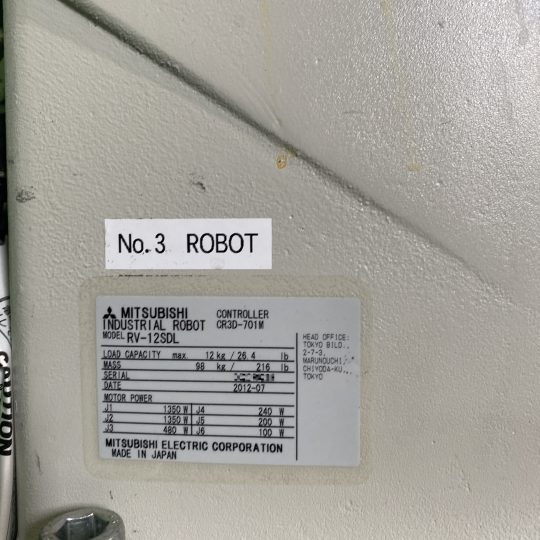 No.3 ROBOT
MITSUBISHI CONTROLLER
INDUSTRIAL ROBOT CR3D-701M
MODEL RV-12SDL
LOAD CAPACITY max. 12 kg / 26.4 lb
MASS 98 kg / 216 lb
SERIAL
DATE 2012-07
MOTOR POWER
J1 1350 W J4 240 W
J2 1350 W J5 200 W
J3 480 W J6 100 W
MITSUBISHI ELECTRIC CORPORATION
MADE IN JAPAN
HEAD OFFICE:
TOKYO BILD.,
2-7-3,
MARUNOUCHI,
CHIYODA-KU,
TOKYO
CAUTION